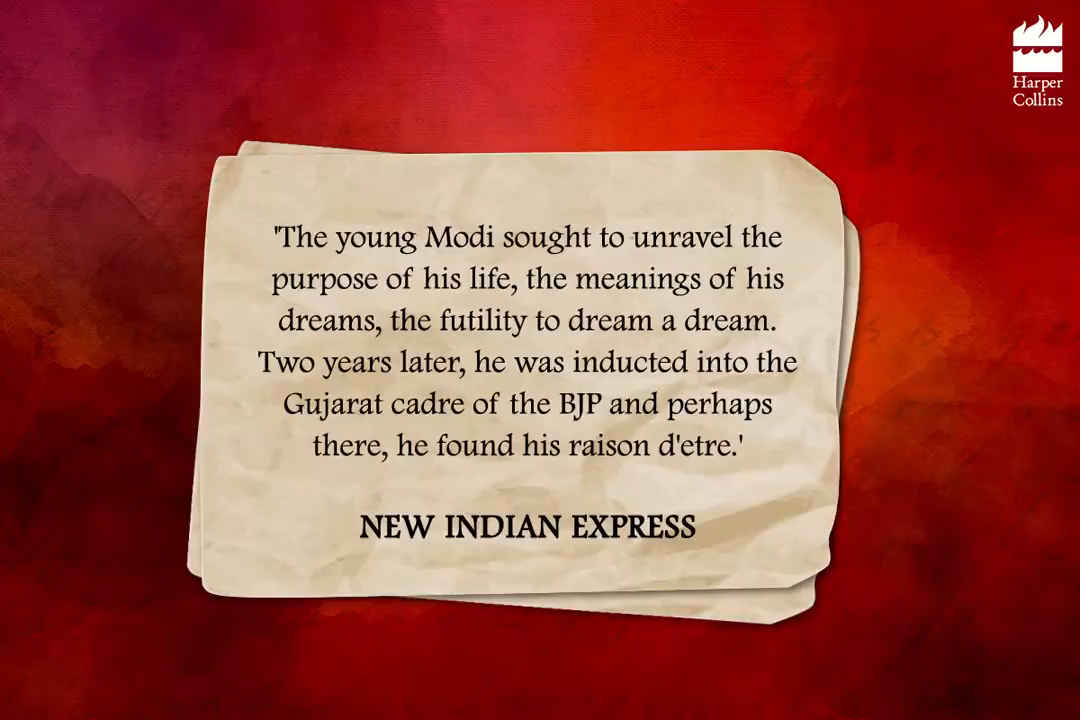 Harper
Collins
'The young Modi sought to unravel the
purpose of his life, the meanings of his
dreams, the futility to dream a dream.
Two years later, he was inducted into the
Gujarat cadre of the BJP and perhaps
there, he found his raison d'etre.'
NEW INDIAN EXPRESS